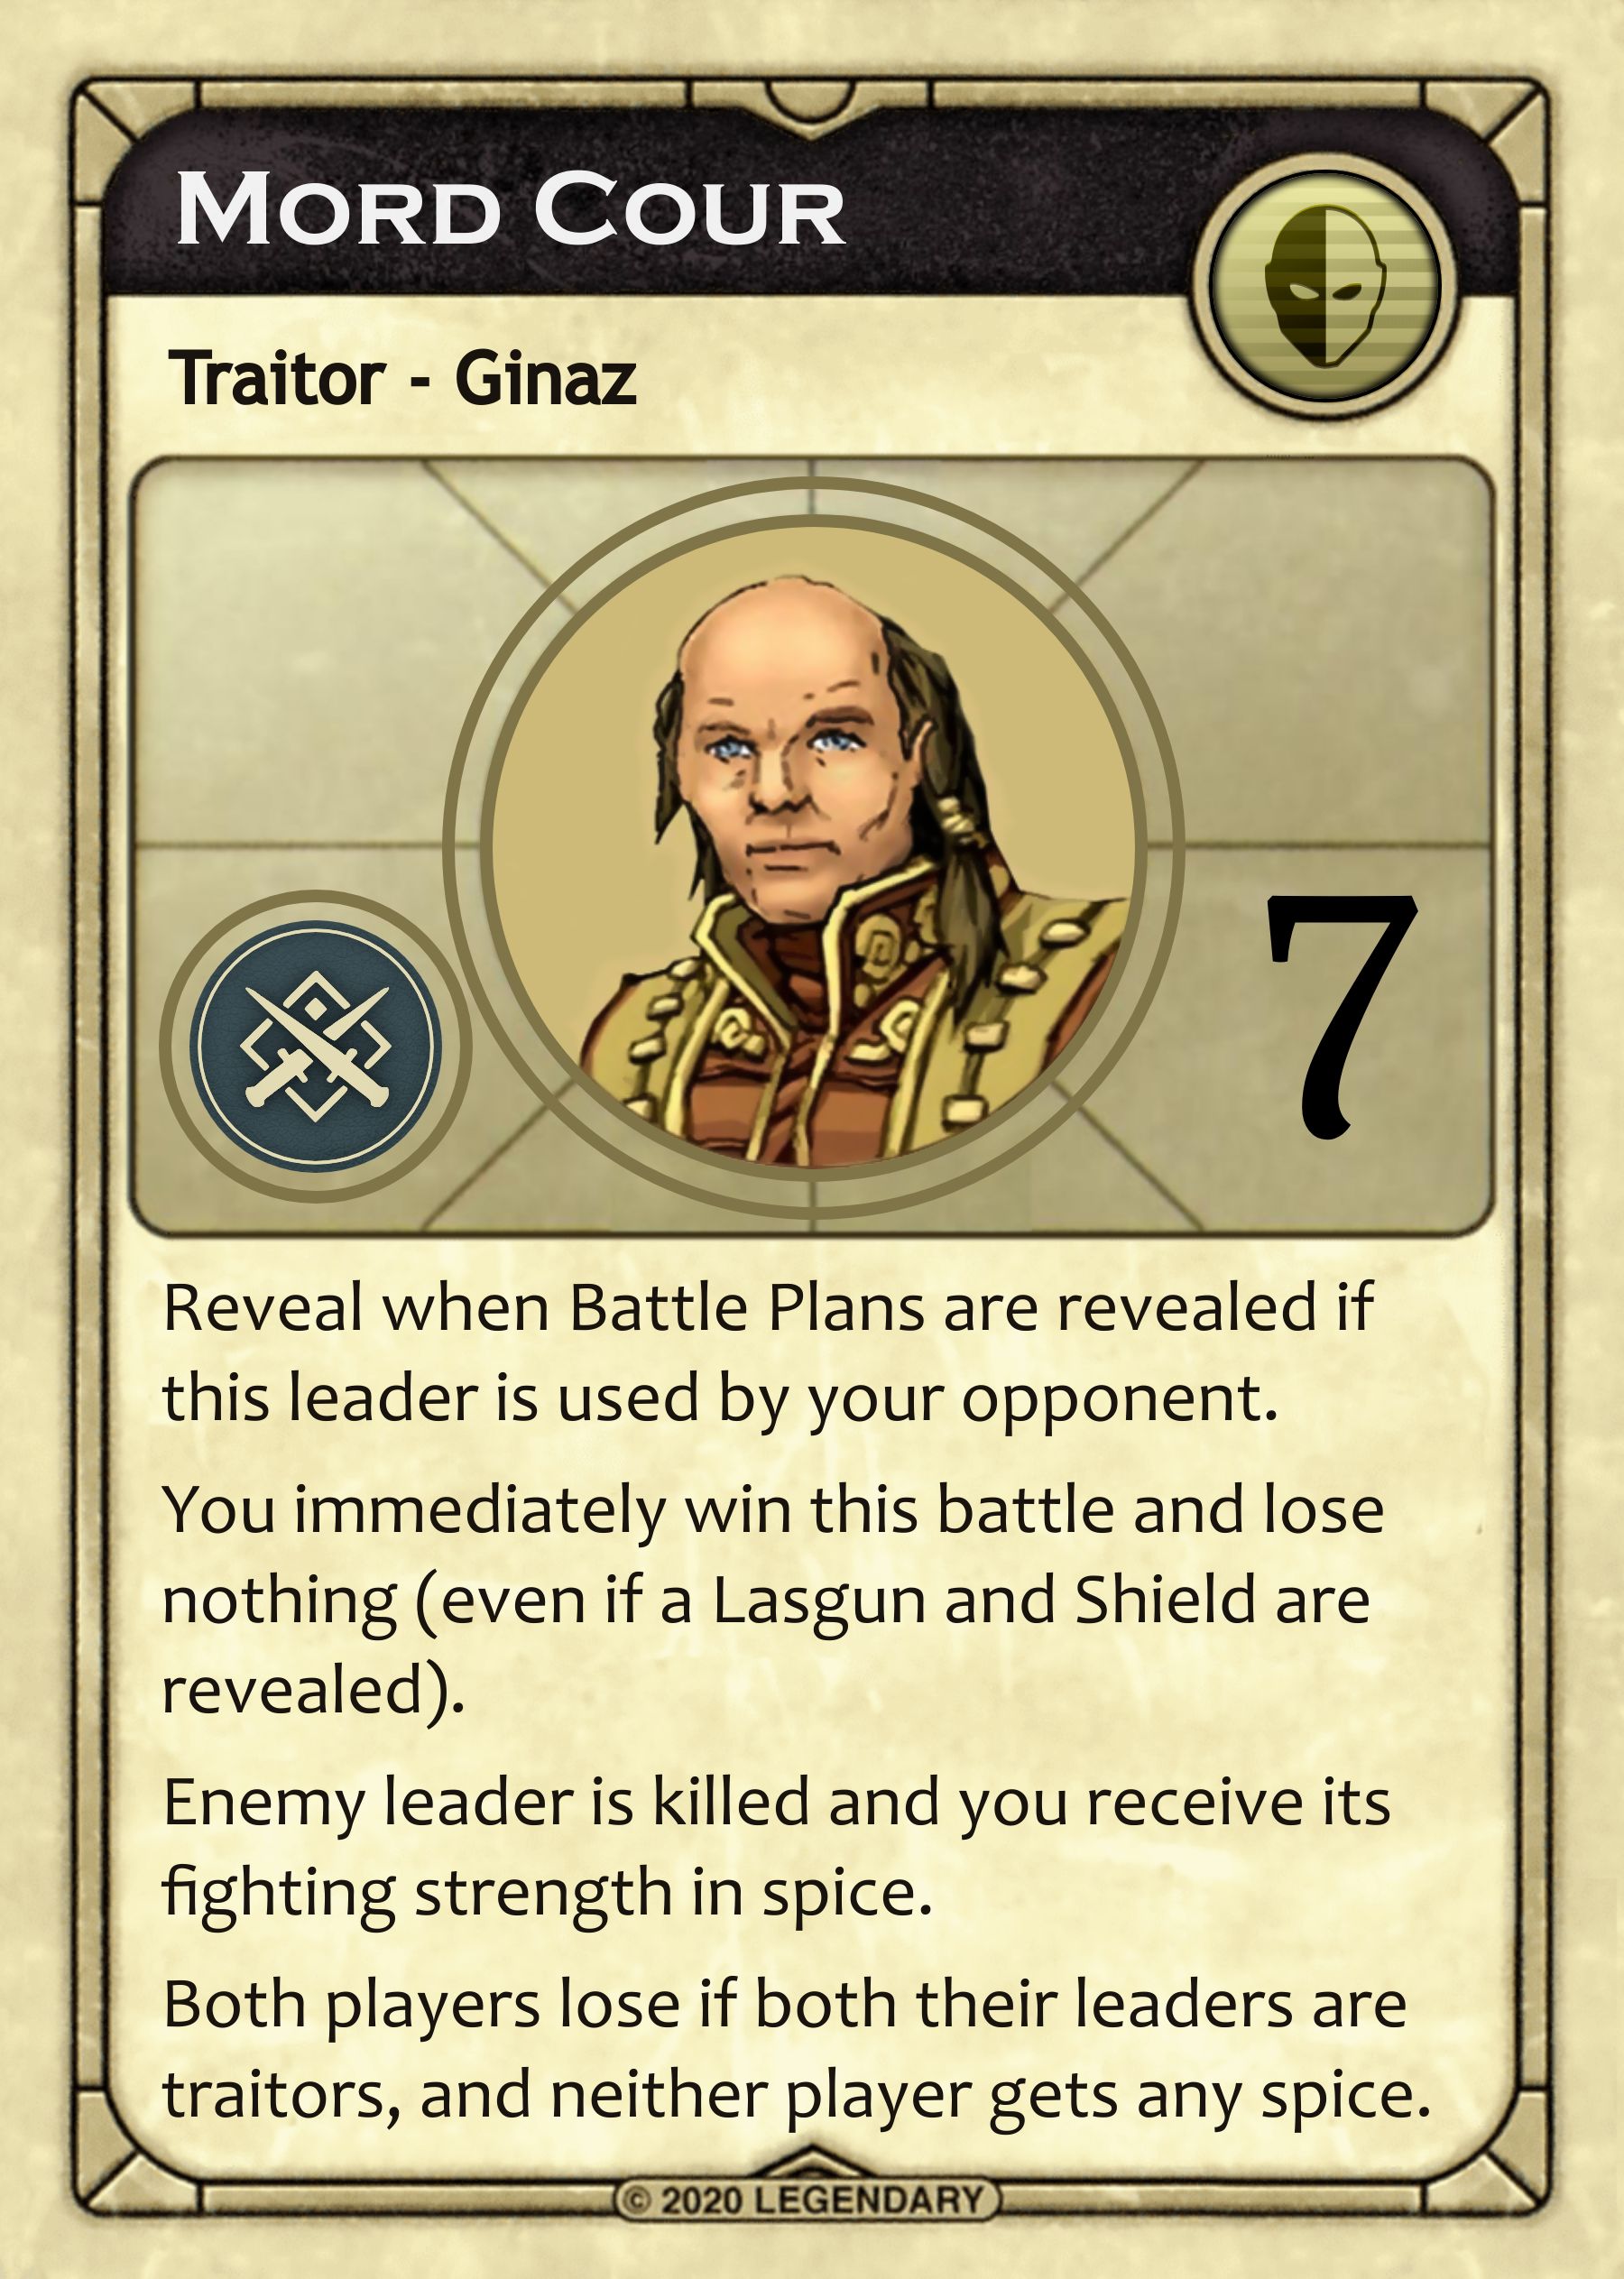 Mord Cour
Traitor - Ginaz
7
Reveal when Battle Plans are revealed if
this leader is used by your opponent.
You immediately win this battle and lose
nothing (even if a Lasgun and Shield are
revealed).
Enemy leader is killed and you receive its
fighting strength in spice.
Both players lose if both their leaders are
traitors, and neither player gets any spice.
© 2020 LEGENDARY